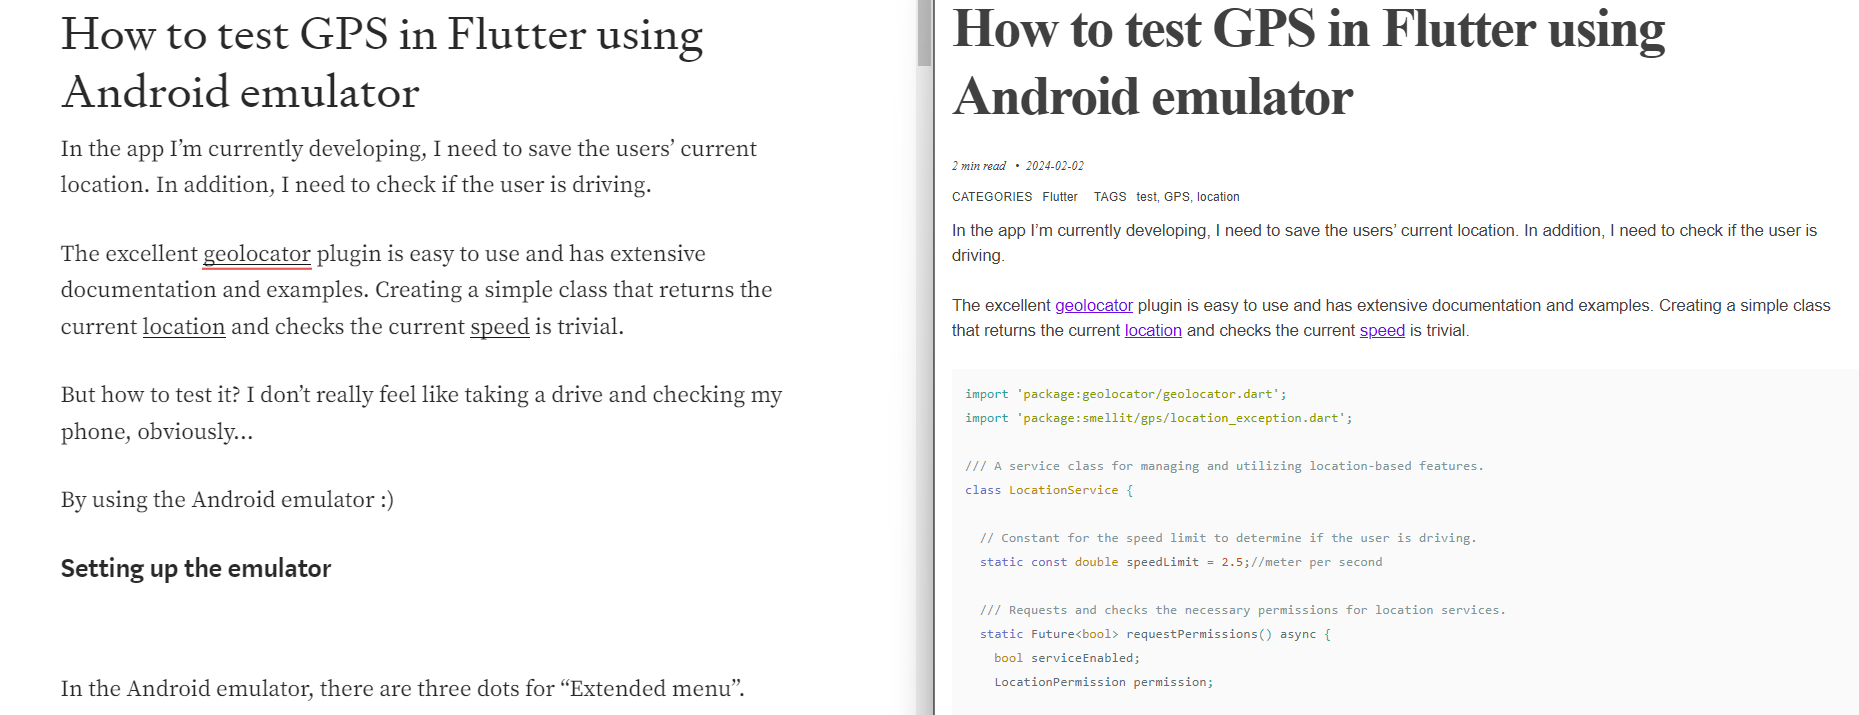 How to test GPS in Flutter using
Android emulator
In the app I’m currently developing, I need to save the users’ current
location. In addition, I need to check if the user is driving.
The excellent geolocator plugin is easy to use and has extensive
documentation and examples. Creating a simple class that returns the
current location and checks the current speed is trivial.
But how to test it? I don’t really feel like taking a drive and checking my
phone, obviously…
By using the Android emulator :)
Setting up the emulator
In the Android emulator, there are three dots for “Extended menu”.
How to test GPS in Flutter using
Android emulator
2 min read • 2024-02-02
CATEGORIES Flutter TAGS test, GPS, location
In the app I’m currently developing, I need to save the users’ current location. In addition, I need to check if the user is
driving.
The excellent geolocator plugin is easy to use and has extensive documentation and examples. Creating a simple class
that returns the current location and checks the current speed is trivial.
import 'package:geolocator/geolocator.dart';
import 'package:smellit/gps/location_exception.dart';
/// A service class for managing and utilizing location-based features.
class LocationService {
// Constant for the speed limit to determine if the user is driving.
static const double speedLimit = 2.5;//meter per second
/// Requests and checks the necessary permissions for location services.
static Future<bool> requestPermissions() async {
bool serviceEnabled;
LocationPermission permission;